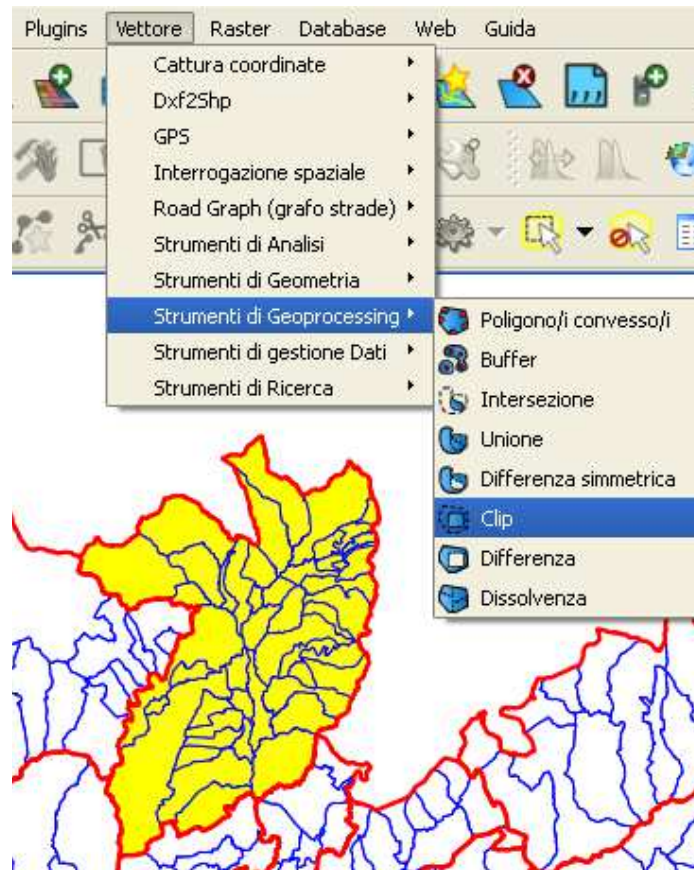 Plugins Vettore Raster Database Web Guida
Cattura coordinate
Dxf2Shp
GPS
Interrogazione spaziale
Road Graph (grafo strade)
Strumenti di Analisi
Strumenti di Geometria
Strumenti di Geoprocessing
Strumenti di gestione Dati
Strumenti di Ricerca
Poligono/i convesso/i
Buffer
Intersezione
Unione
Differenza simmetrica
Clip
Differenza
Dissolvenza